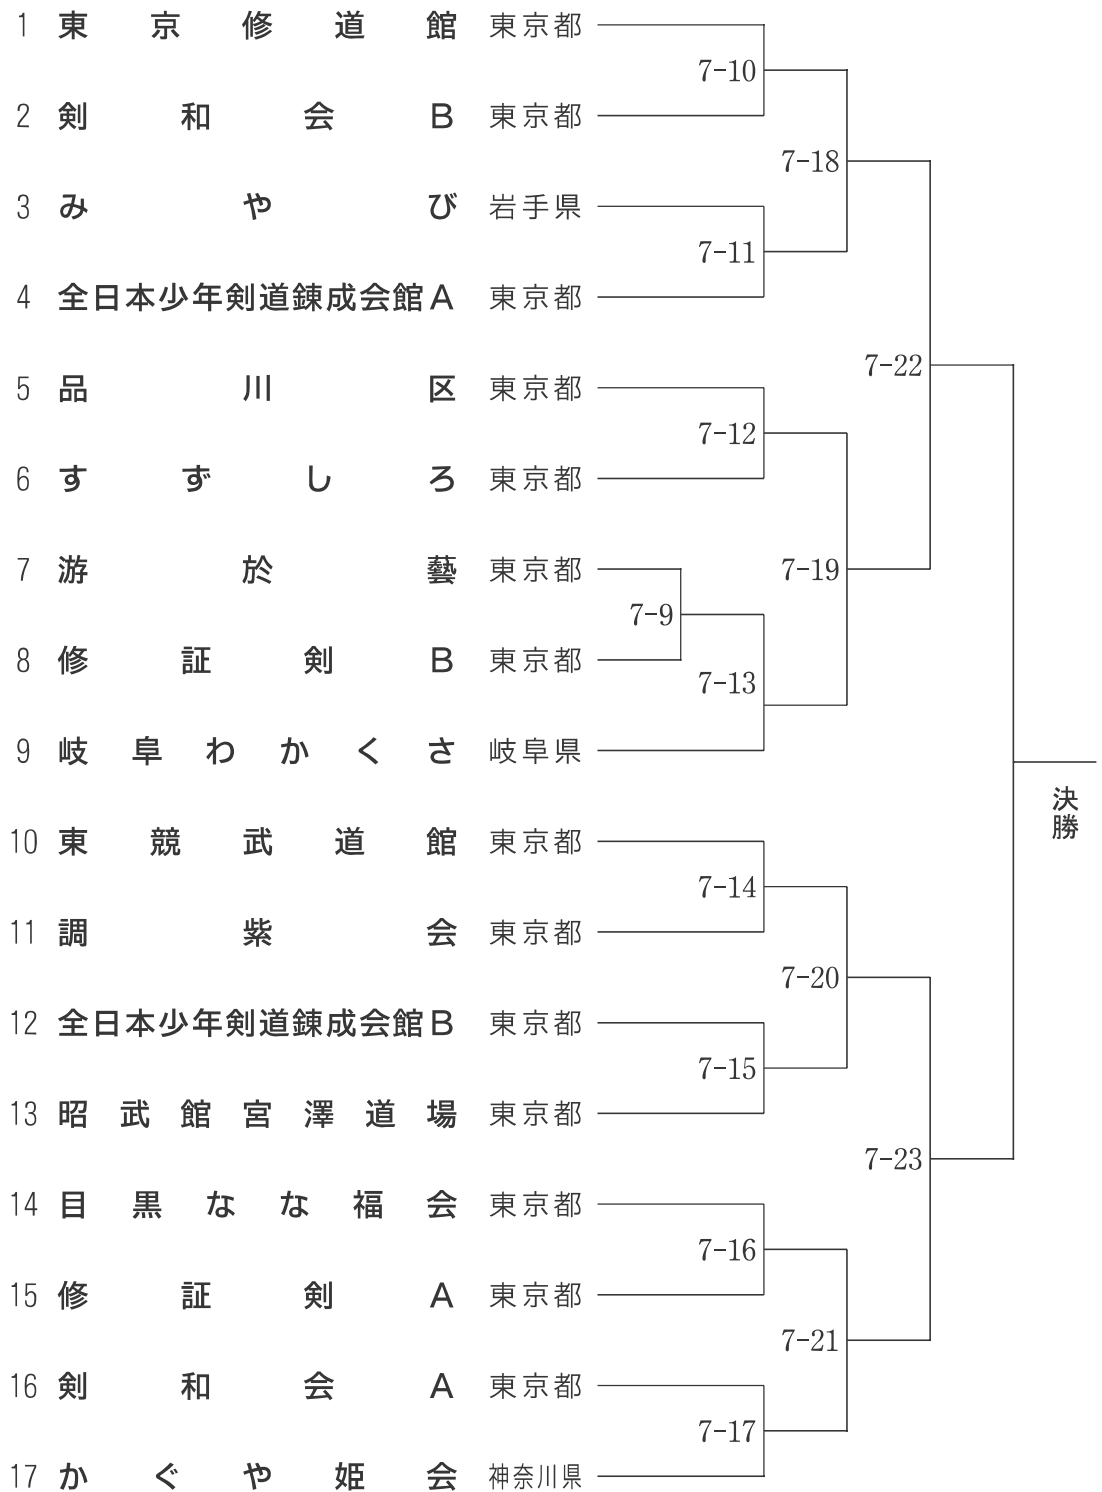 1 東京修道館 東京都
7-10
2 剣和会B 東京都
7-18
3 みやび 岩手県
7-11
4 全日本少年剣道錬成会館A 東京都
7-22
5 品川区 東京都
7-12
6 すずしろ 東京都
7 游於藝 東京都
7-19
7-9
8 修証剣B 東京都
7-13
9 岐阜わかくさ 岐阜県
決勝
10 東競武道館 東京都
7-14
11 調紫会 東京都
7-20
12 全日本少年剣道錬成会館B 東京都
7-15
13 昭武館宮澤道場 東京都
7-23
14 目黒なな福会 東京都
7-16
15 修証剣A 東京都
7-21
16 剣和会A 東京都
7-17
17 かぐや姫会 神奈川県